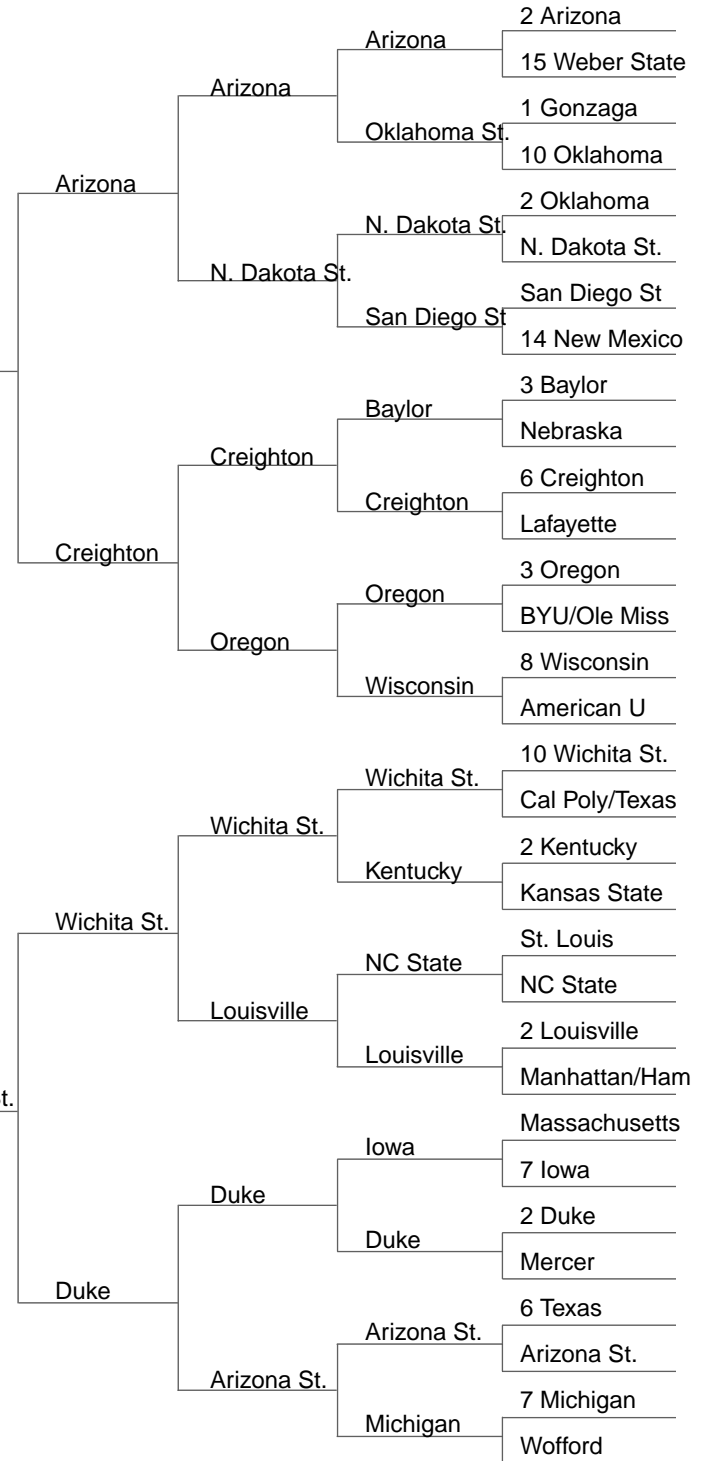 2 Arizona
Arizona
15 Weber State
Arizona
1 Gonzaga
Oklahoma St.
10 Oklahoma
Arizona
2 Oklahoma
N. Dakota St.
N. Dakota St.
N. Dakota St.
San Diego St
San Diego St
14 New Mexico
3 Baylor
Baylor
Nebraska
Creighton
6 Creighton
Creighton
Lafayette
Creighton
3 Oregon
Oregon
BYU/Ole Miss
Oregon
8 Wisconsin
Wisconsin
American U
10 Wichita St.
Wichita St.
Cal Poly/Texas
Wichita St.
2 Kentucky
Kentucky
Kansas State
Wichita St.
St. Louis
NC State
NC State
Louisville
2 Louisville
Louisville
Manhattan/Ham
t.
Massachusetts
Iowa
7 Iowa
Duke
2 Duke
Duke
Mercer
Duke
6 Texas
Arizona St.
Arizona St.
Arizona St.
7 Michigan
Michigan
Wofford